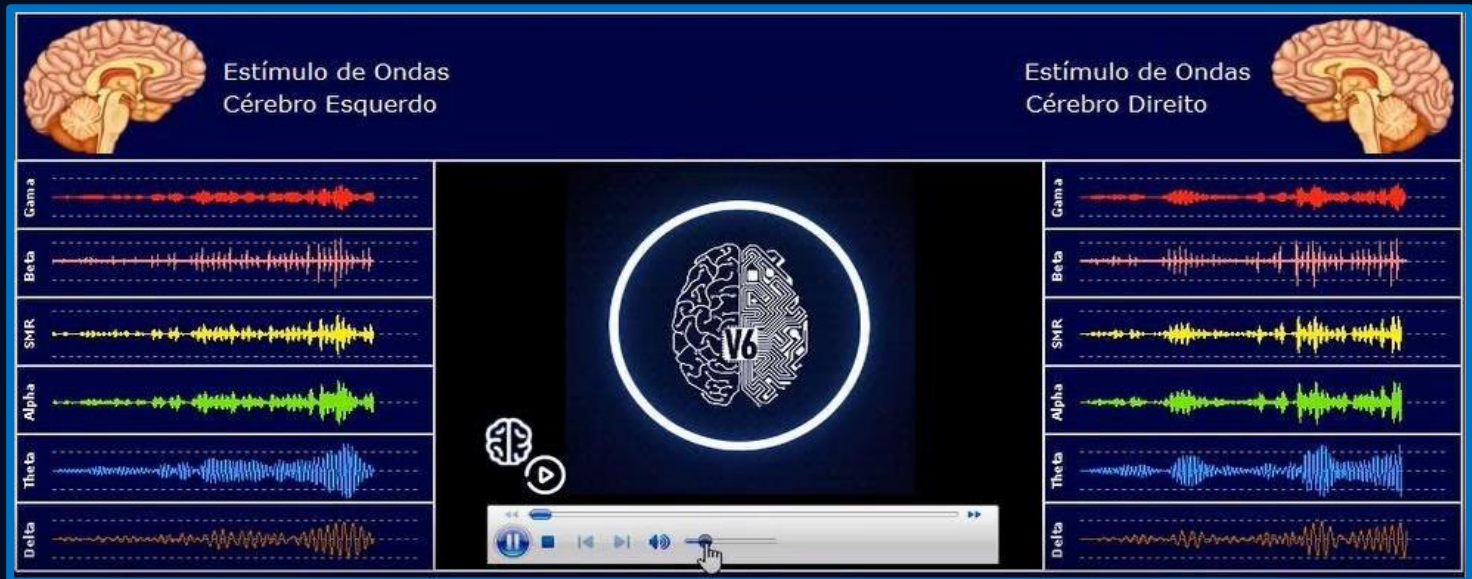 Estímulo de Ondas
Cérebro Esquerdo
Estímulo de Ondas
Cérebro Direito
Gama
Beta
SMR
Alpha
Theta
Delta
V6
Gama
Beta
SMR
Alpha
Theta
Delta